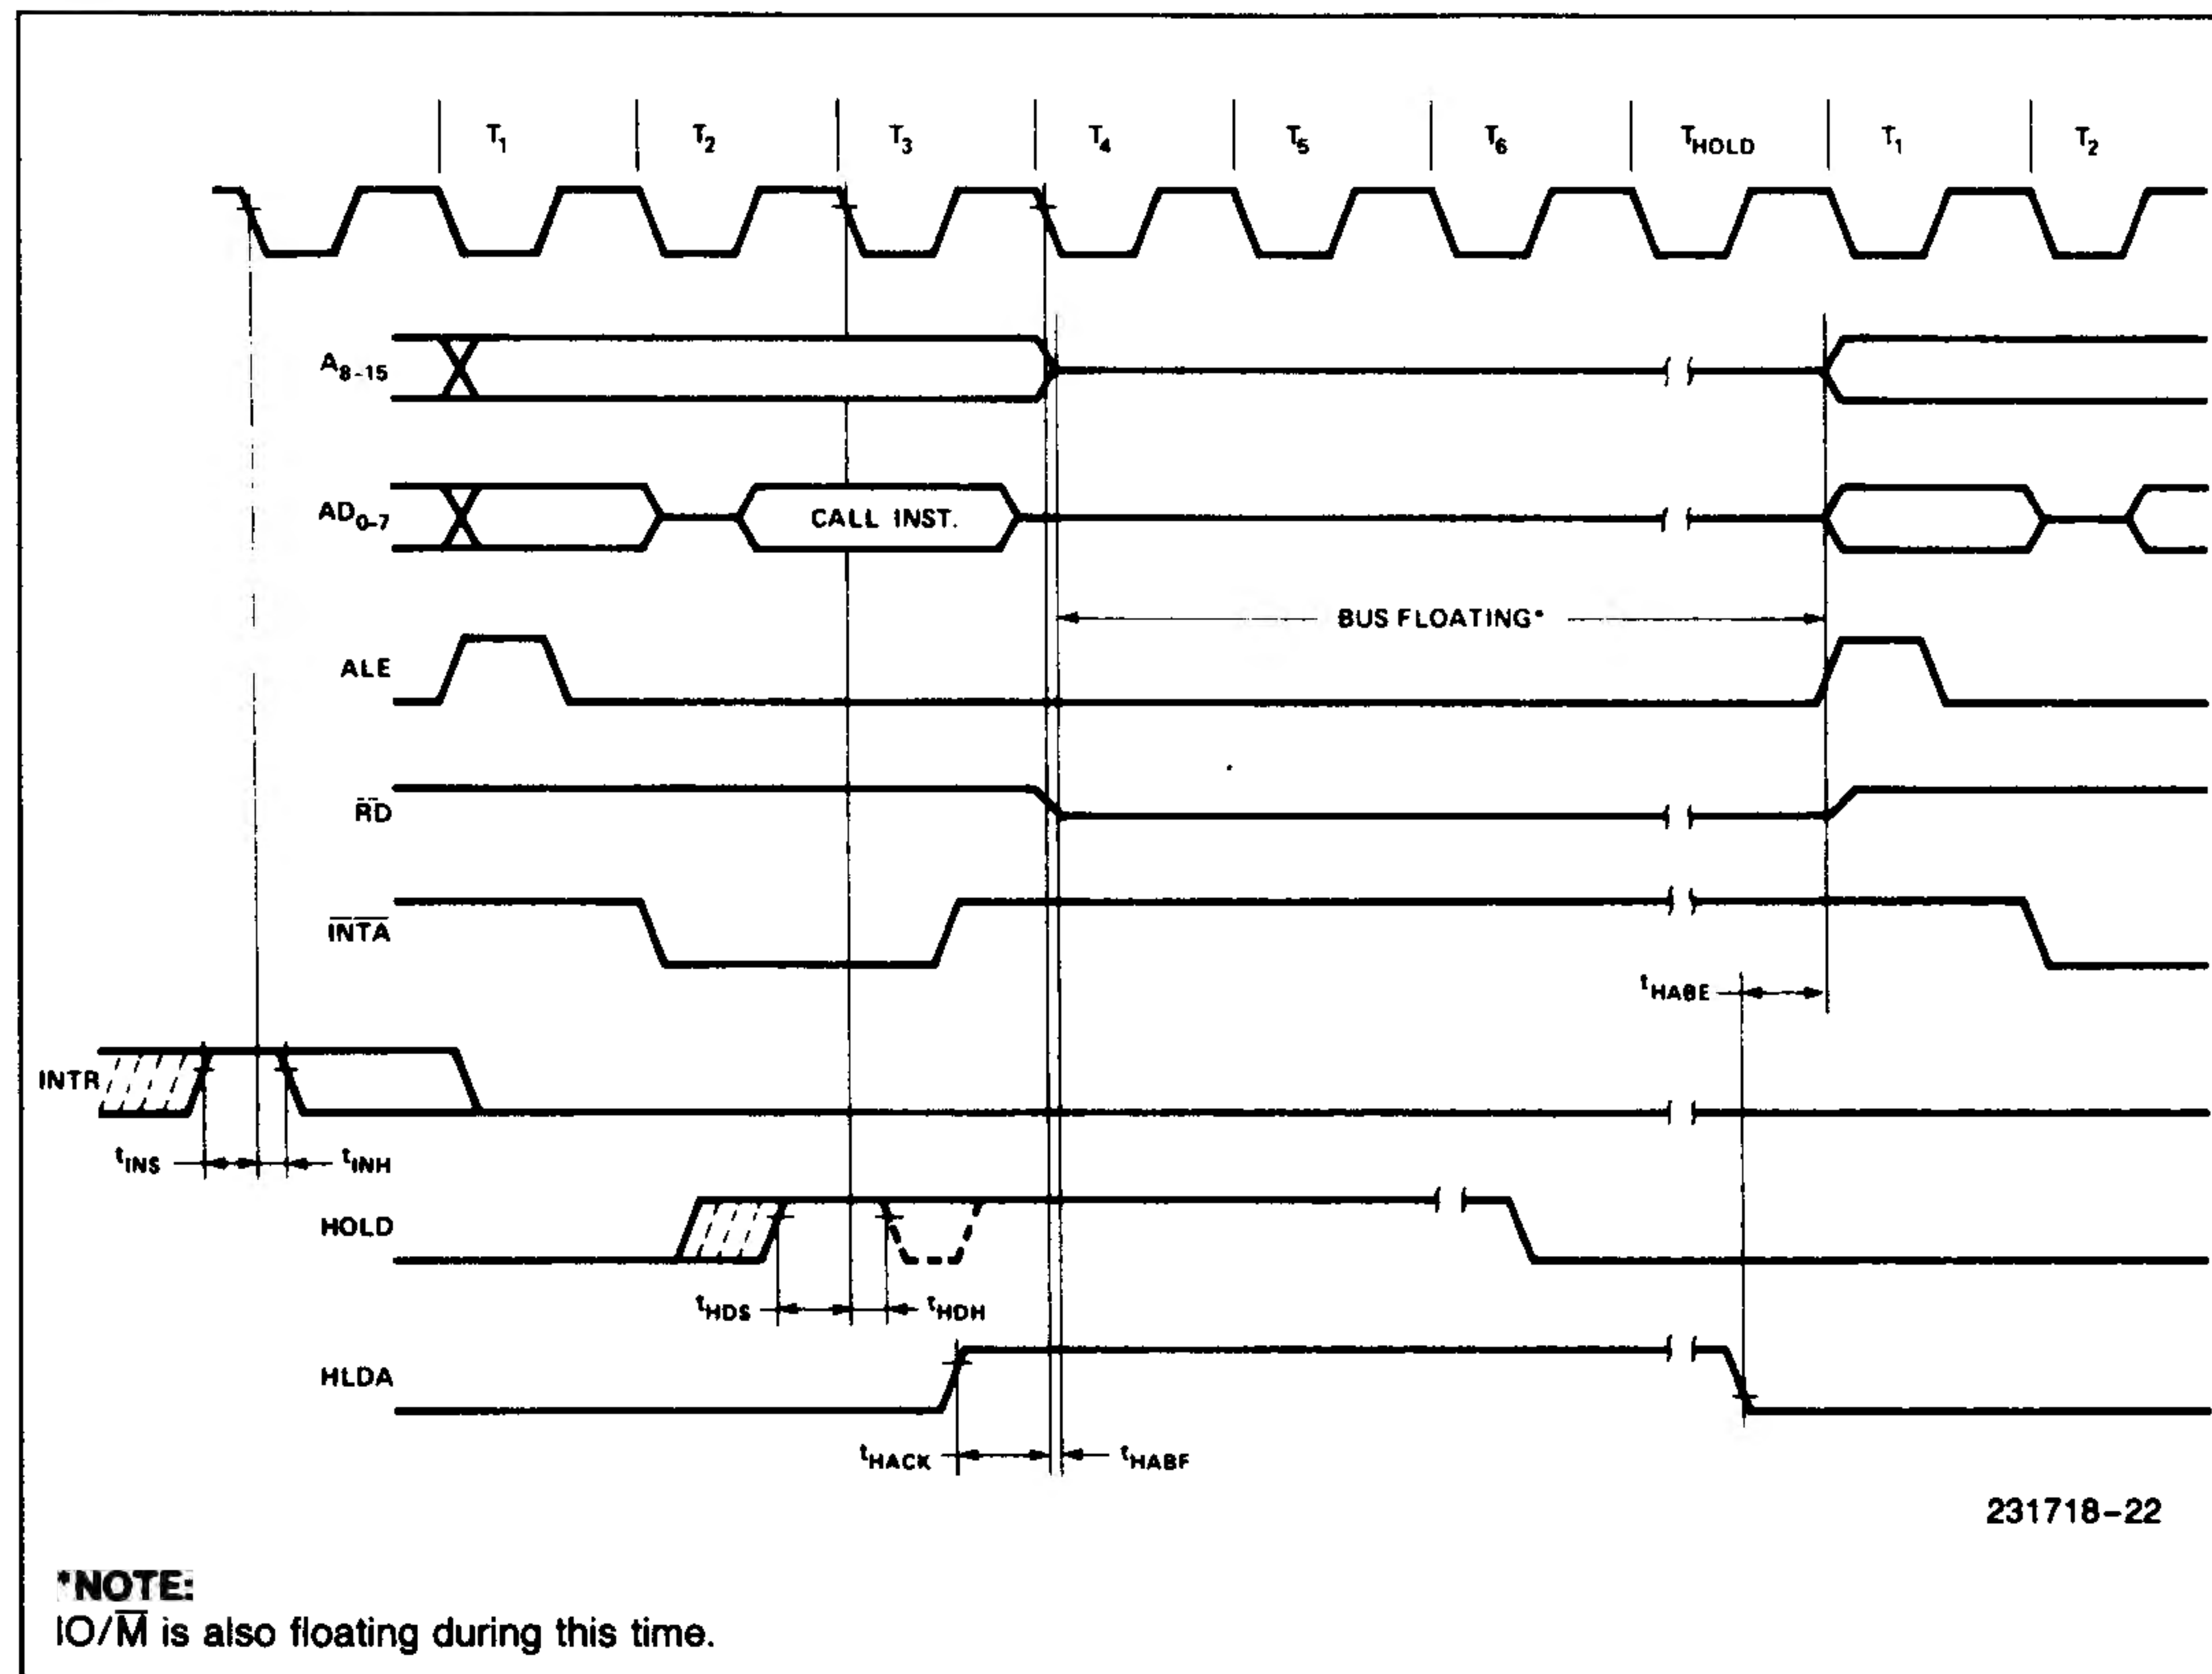 T1 T2 T3 T4 T5 T6 THOLD T1 T2
A8-15
AD0-7
CALL INST.
BUS FLOATING*
ALE
R̅D̅
I̅N̅T̅A̅
tHABE
INTR
tINS
tINH
HOLD
tHDS
tHDH
HLDA
tHACK
tHABF
231718-22
*NOTE:
IO/M̅ is also floating during this time.